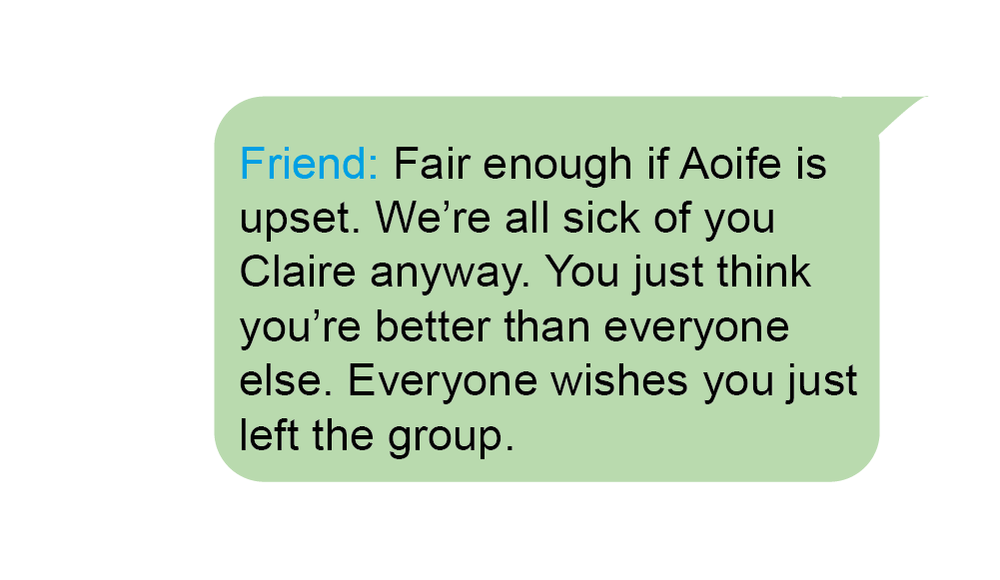 Friend: Fair enough if Aoife is
upset. We’re all sick of you
Claire anyway. You just think
you’re better than everyone
else. Everyone wishes you just
left the group.